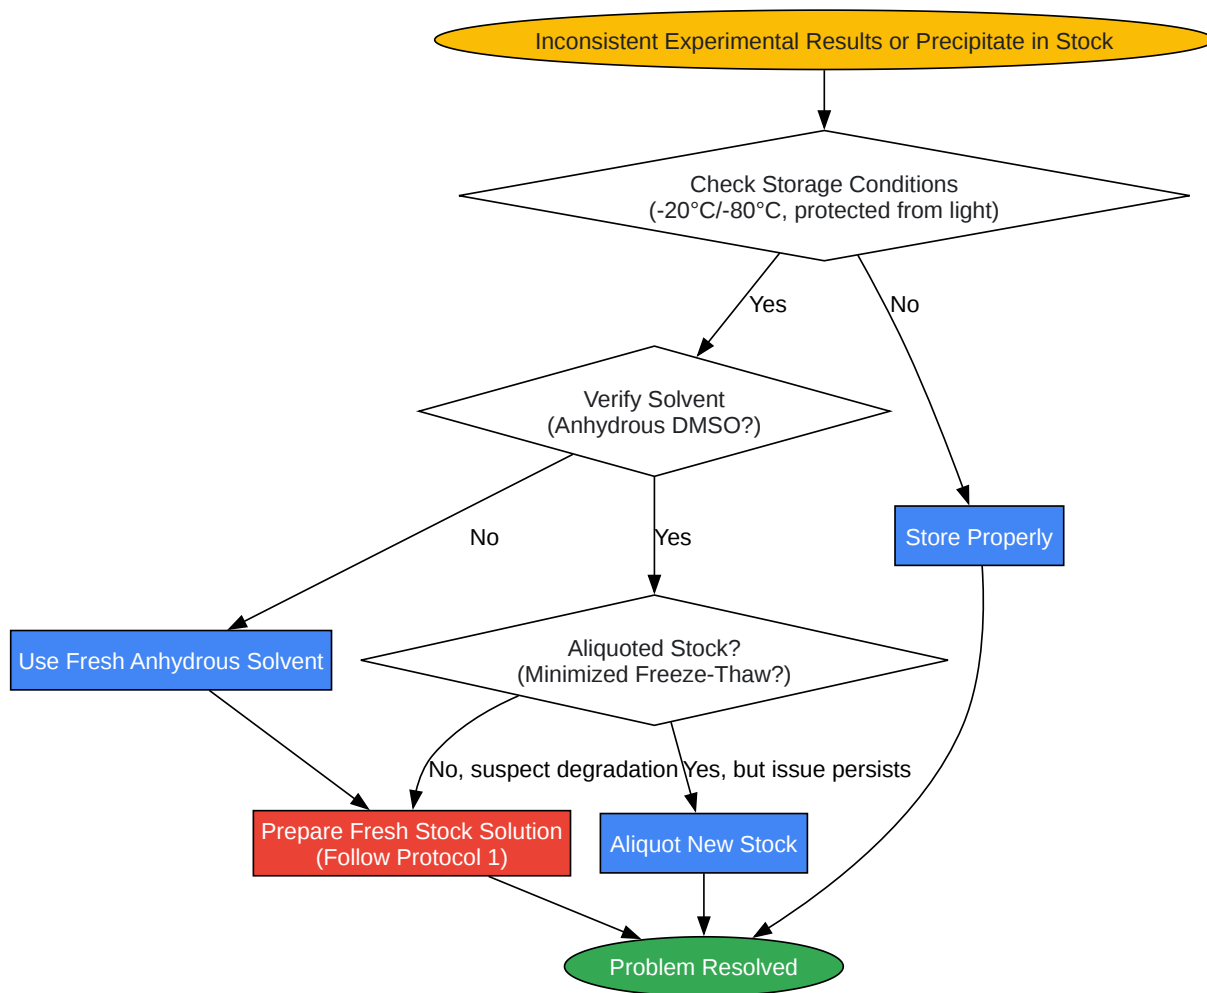 Inconsistent Experimental Results or Precipitate in Stock
Check Storage Conditions
(-20°C/-80°C, protected from light)
Yes
No
Verify Solvent
(Anhydrous DMSO?)
No
Yes
Store Properly
Use Fresh Anhydrous Solvent
Aliquoted Stock?
(Minimized Freeze-Thaw?)
No, suspect degradation
Yes, but issue persists
Prepare Fresh Stock Solution
(Follow Protocol 1)
Aliquot New Stock
Problem Resolved